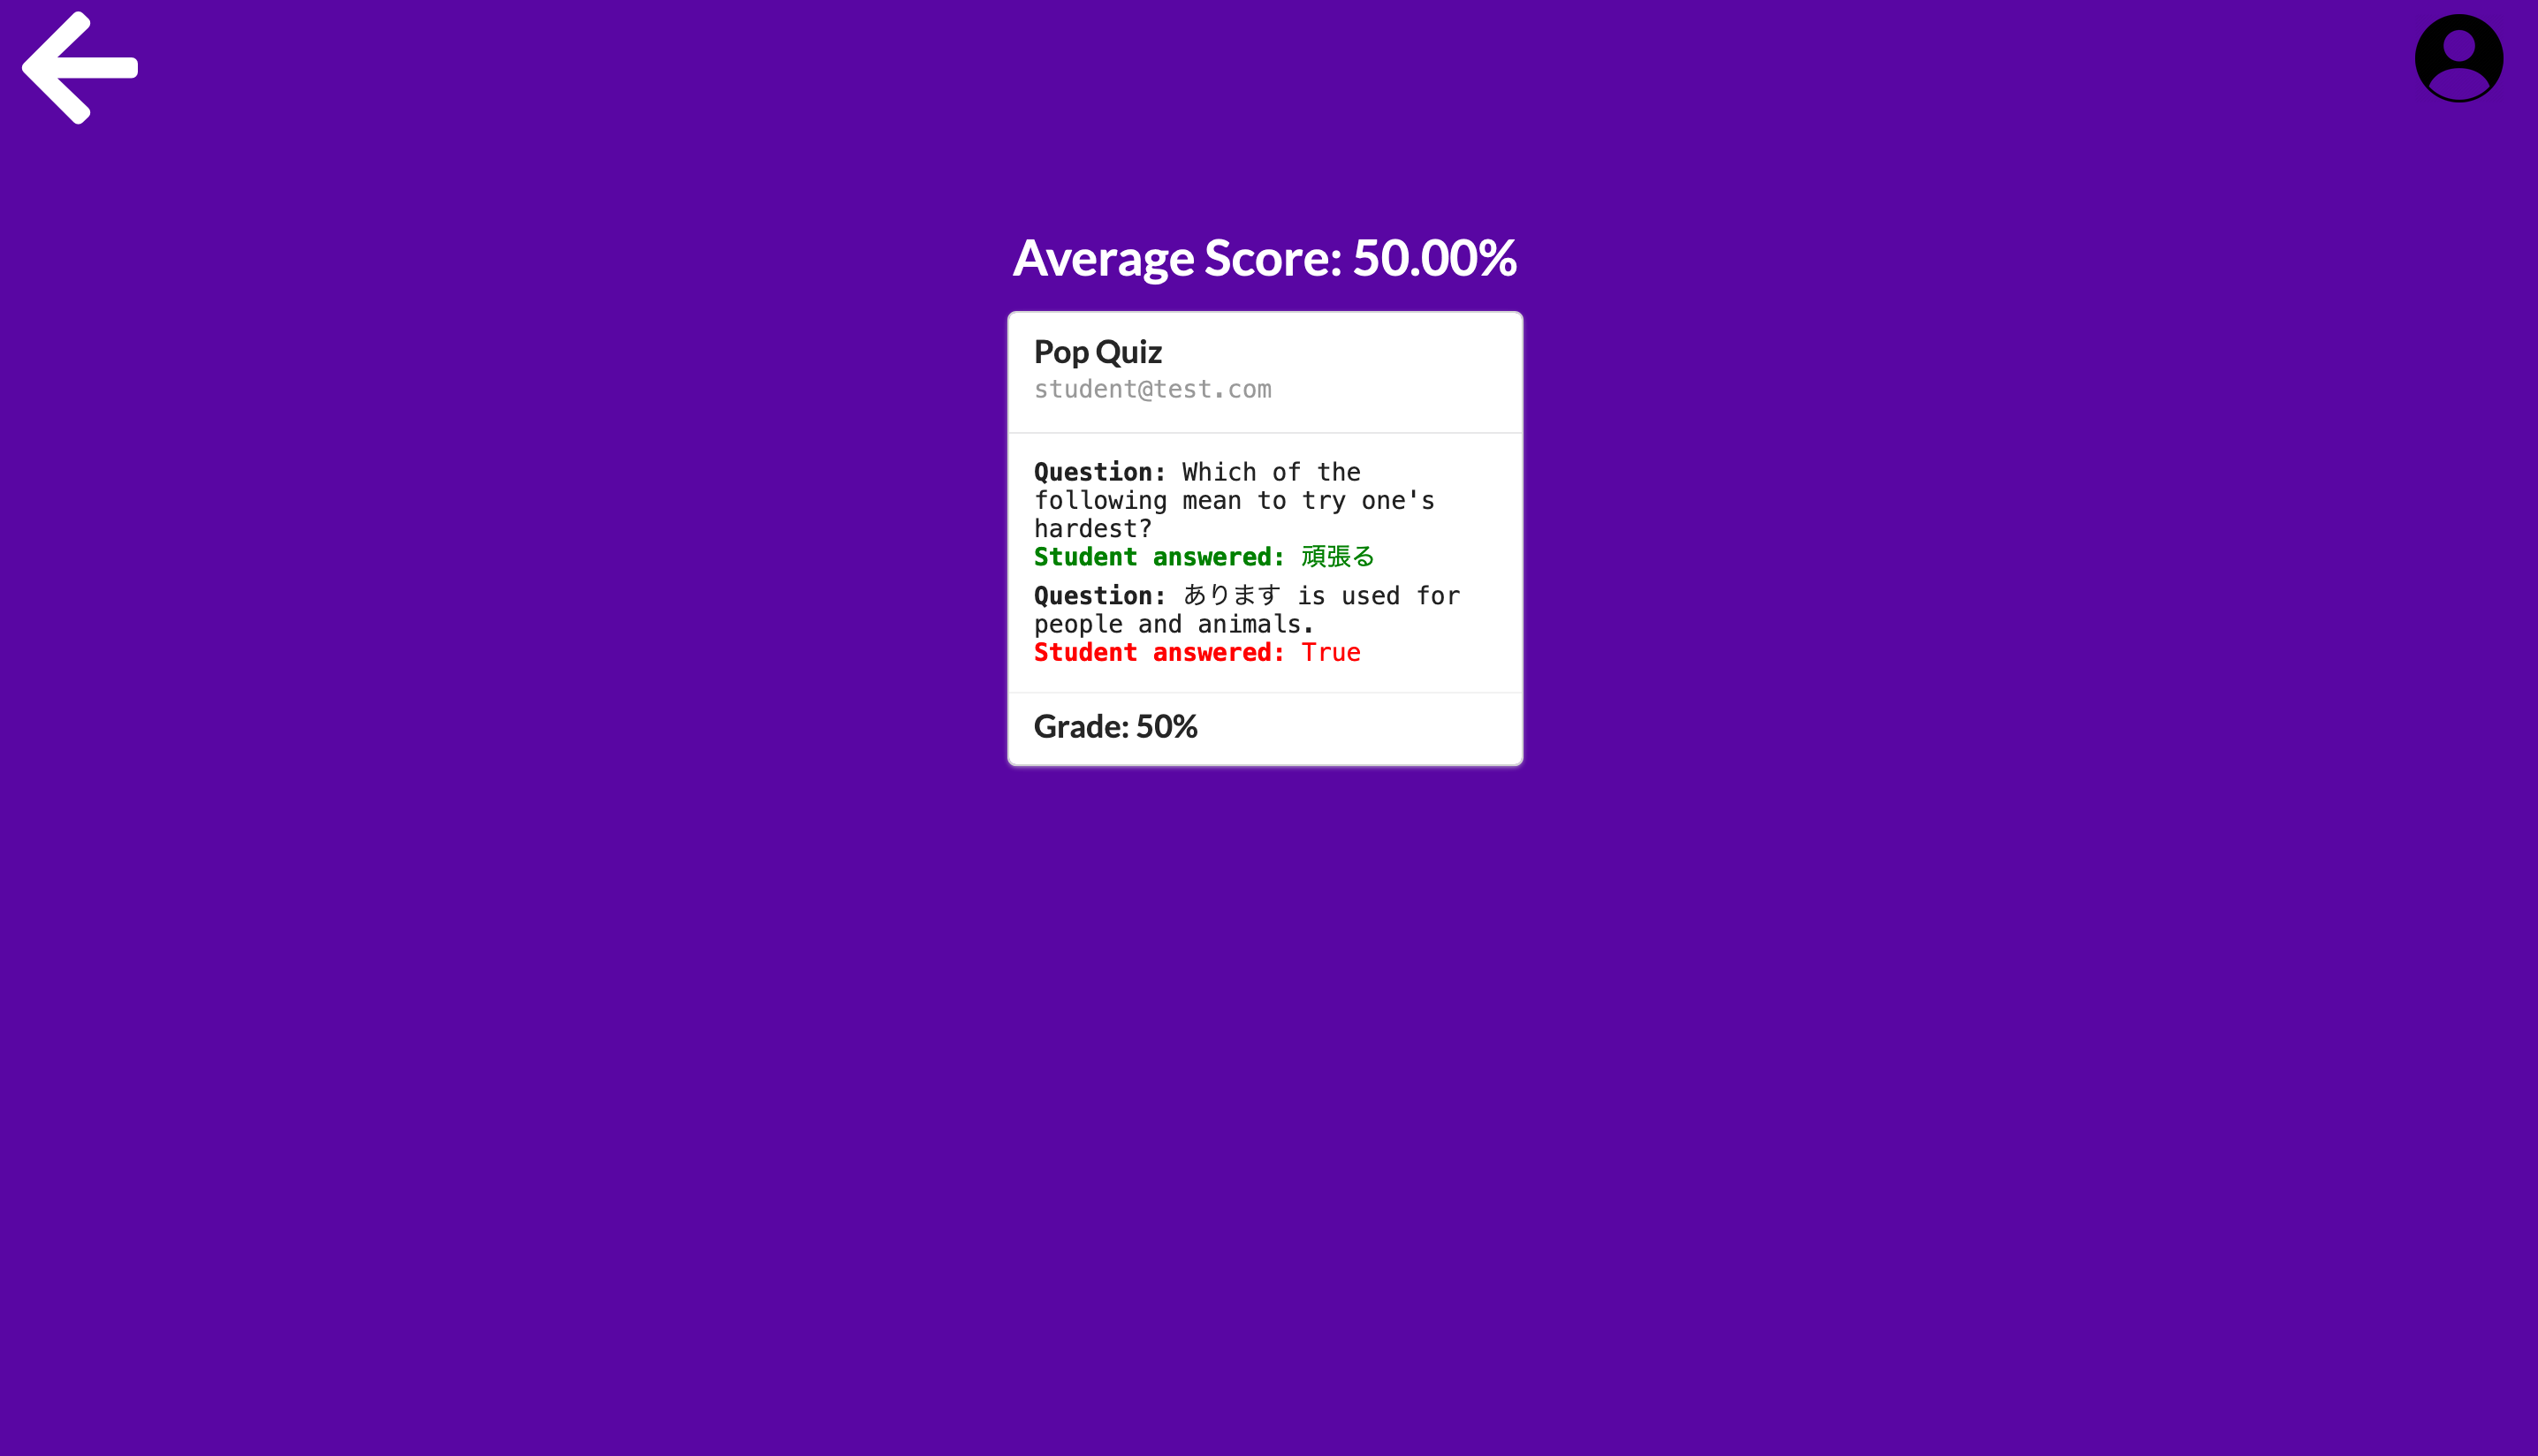 Average Score: 50.00%
Pop Quiz
student@test.com
Question: Which of the
following mean to try one's
hardest?
Student answered: 頑張る
Question: あります is used for
people and animals.
Student answered: True
Grade: 50%